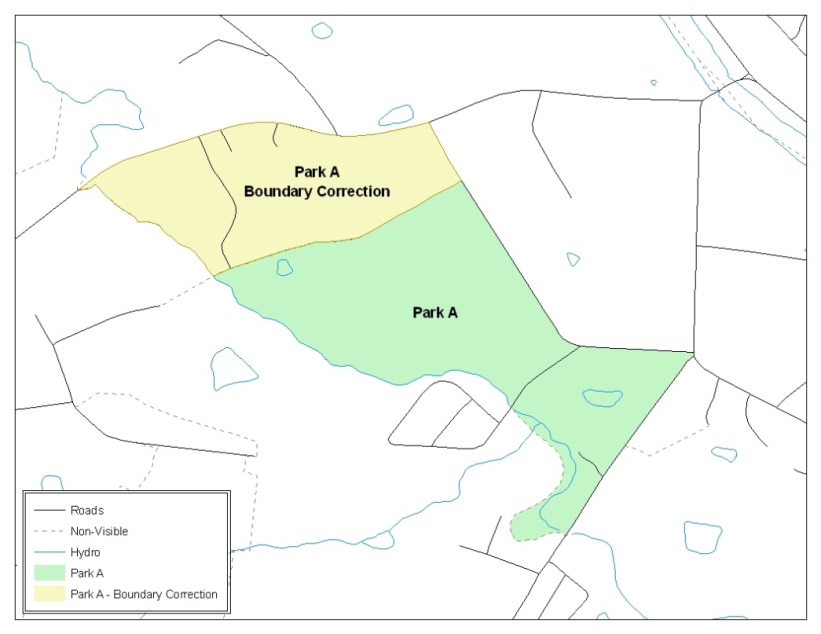 Park A
Boundary Correction
Park A
Roads
Non-Visible
Hydro
Park A
Park A - Boundary Correction